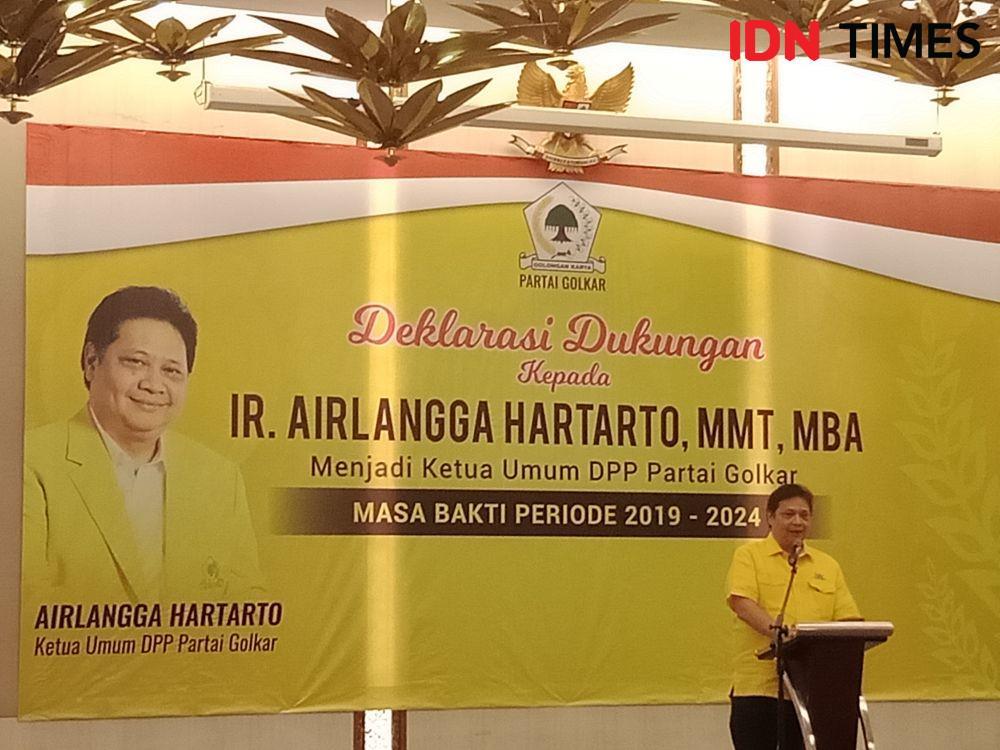 IDN TIMES
GOLONGAN KARYA
PARTAI GOLKAR
Deklarasi Dukungan
Kepada
IR. AIRLANGGA HARTARTO, MMT, MBA
Menjadi Ketua Umum DPP Partai Golkar
MASA BAKTI PERIODE 2019 - 2024
AIRLANGGA HARTARTO
Ketua Umum DPP Partai Golkar